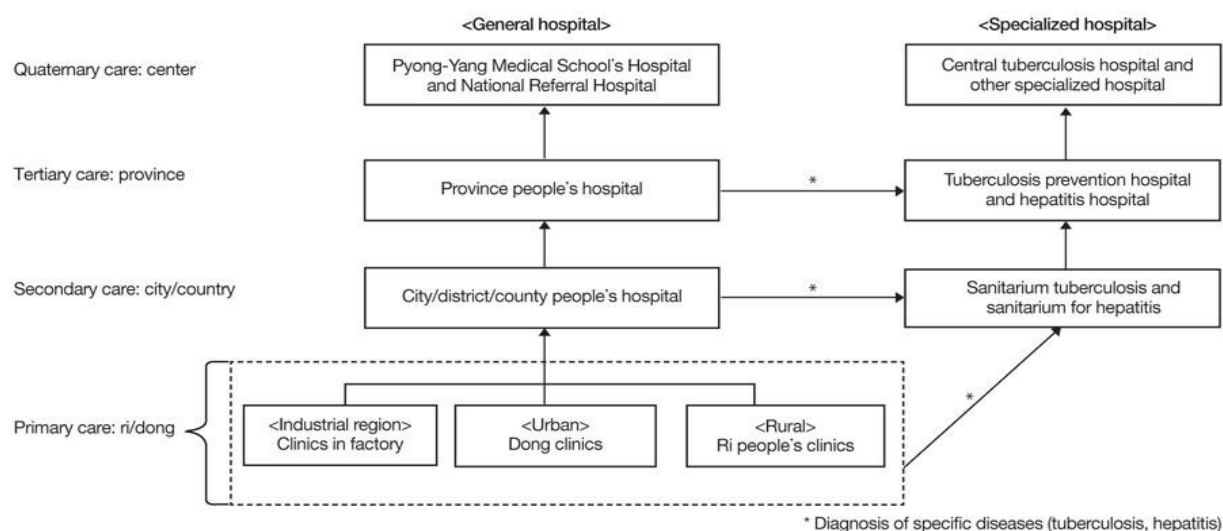 <General hospital>
<Specialized hospital>
Quaternary care: center
Pyong-Yang Medical School's Hospital
and National Referral Hospital
Central tuberculosis hospital and
other specialized hospital
Tertiary care: province
Province people's hospital
*
Tuberculosis prevention hospital
and hepatitis hospital
Secondary care: city/country
City/district/county people's hospital
*
Sanitarium tuberculosis and
sanitarium for hepatitis
Primary care: ri/dong
<Industrial region>
Clinics in factory
<Urban>
Dong clinics
<Rural>
Ri people's clinics
*
* Diagnosis of specific diseases (tuberculosis, hepatitis)